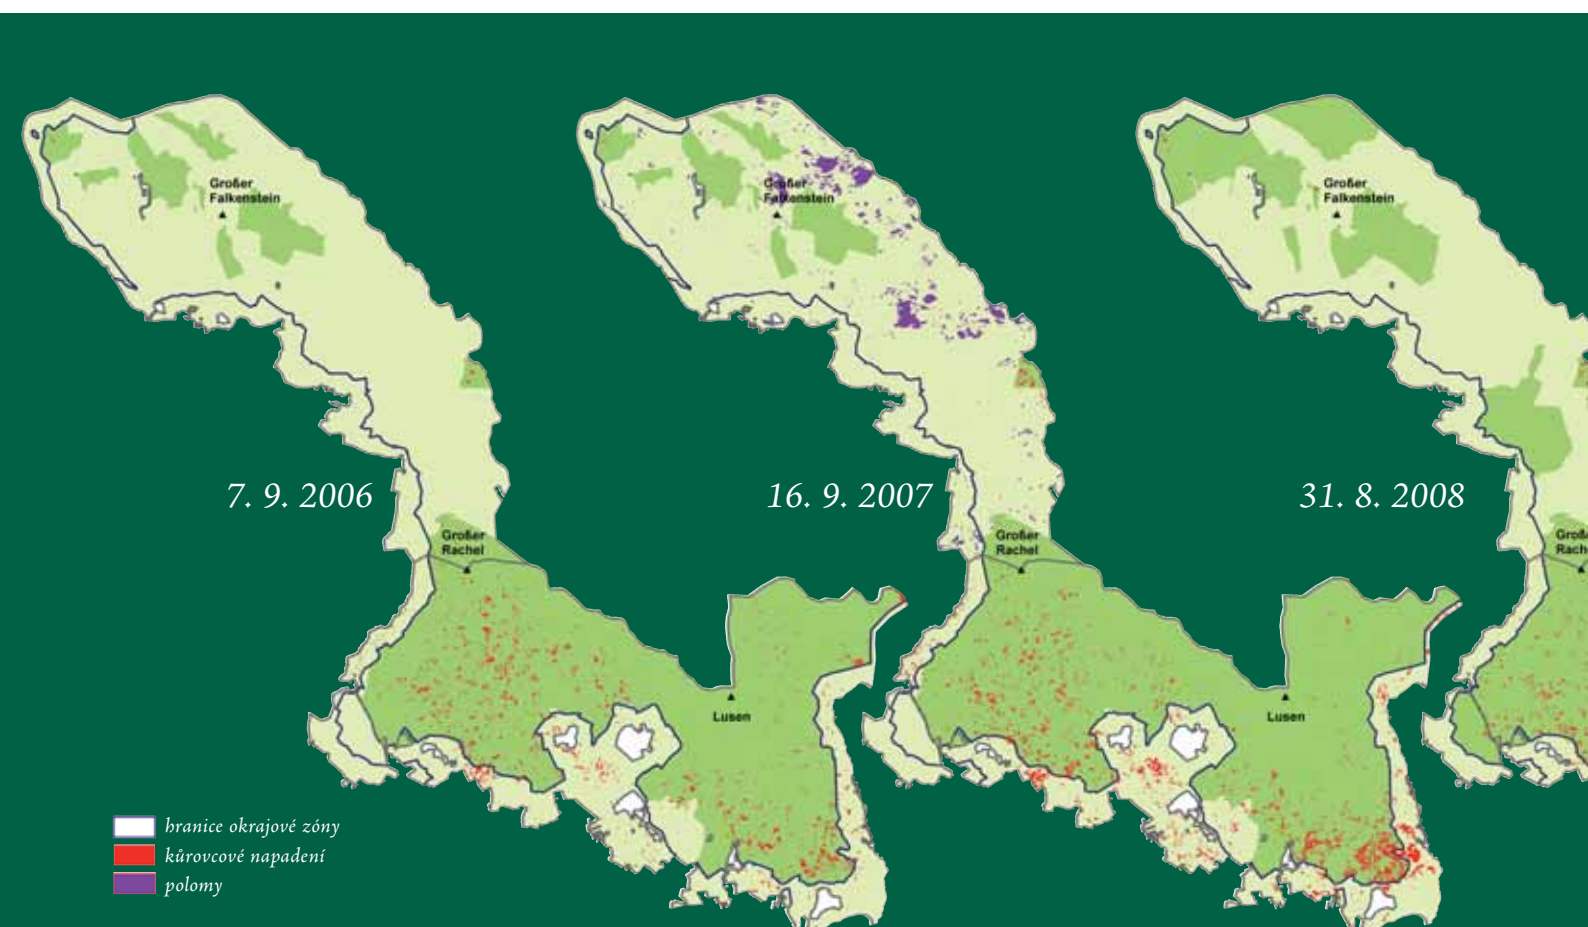 Großer
Falkenstein
Großer
Falkenstein
Großer
Falkenstein
7. 9. 2006
16. 9. 2007
31. 8. 2008
Großer
Rachel
Großer
Rachel
Lusen
Lusen
hranice okrajové zóny
kůrovcové napadení
polomy